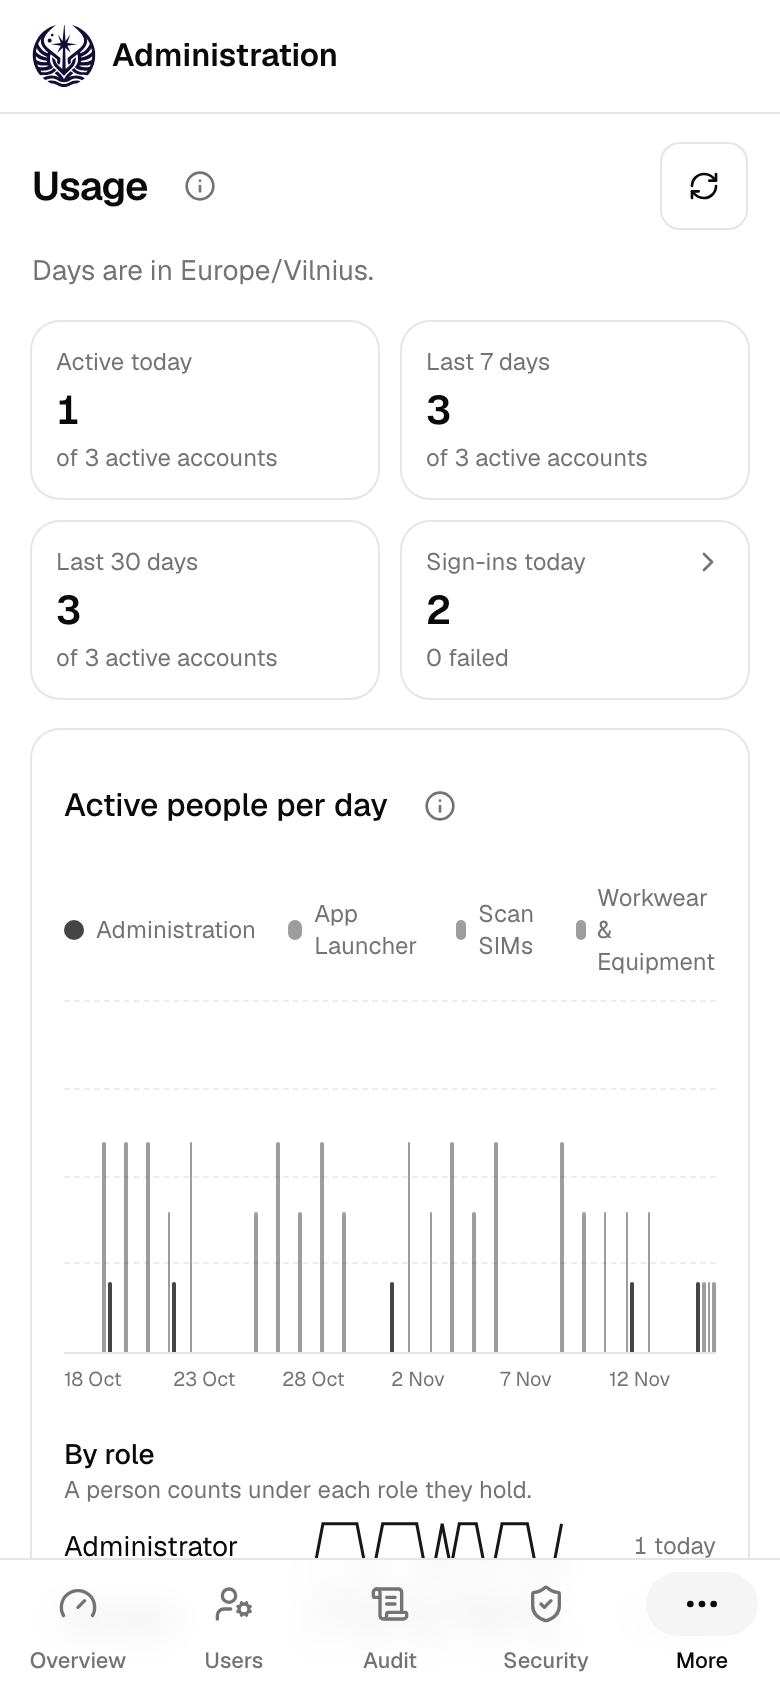 Administration
Usage
Days are in Europe/Vilnius.
Active today
1
of 3 active accounts
Last 7 days
3
of 3 active accounts
Last 30 days
3
of 3 active accounts
Sign-ins today
2
0 failed
Active people per day
Administration
App
Launcher
Scan
SIMs
Workwear
&
Equipment
18 Oct
23 Oct
28 Oct
2 Nov
7 Nov
12 Nov
By role
A person counts under each role they hold.
Administrator
1 today
Overview
Users
Audit
Security
More